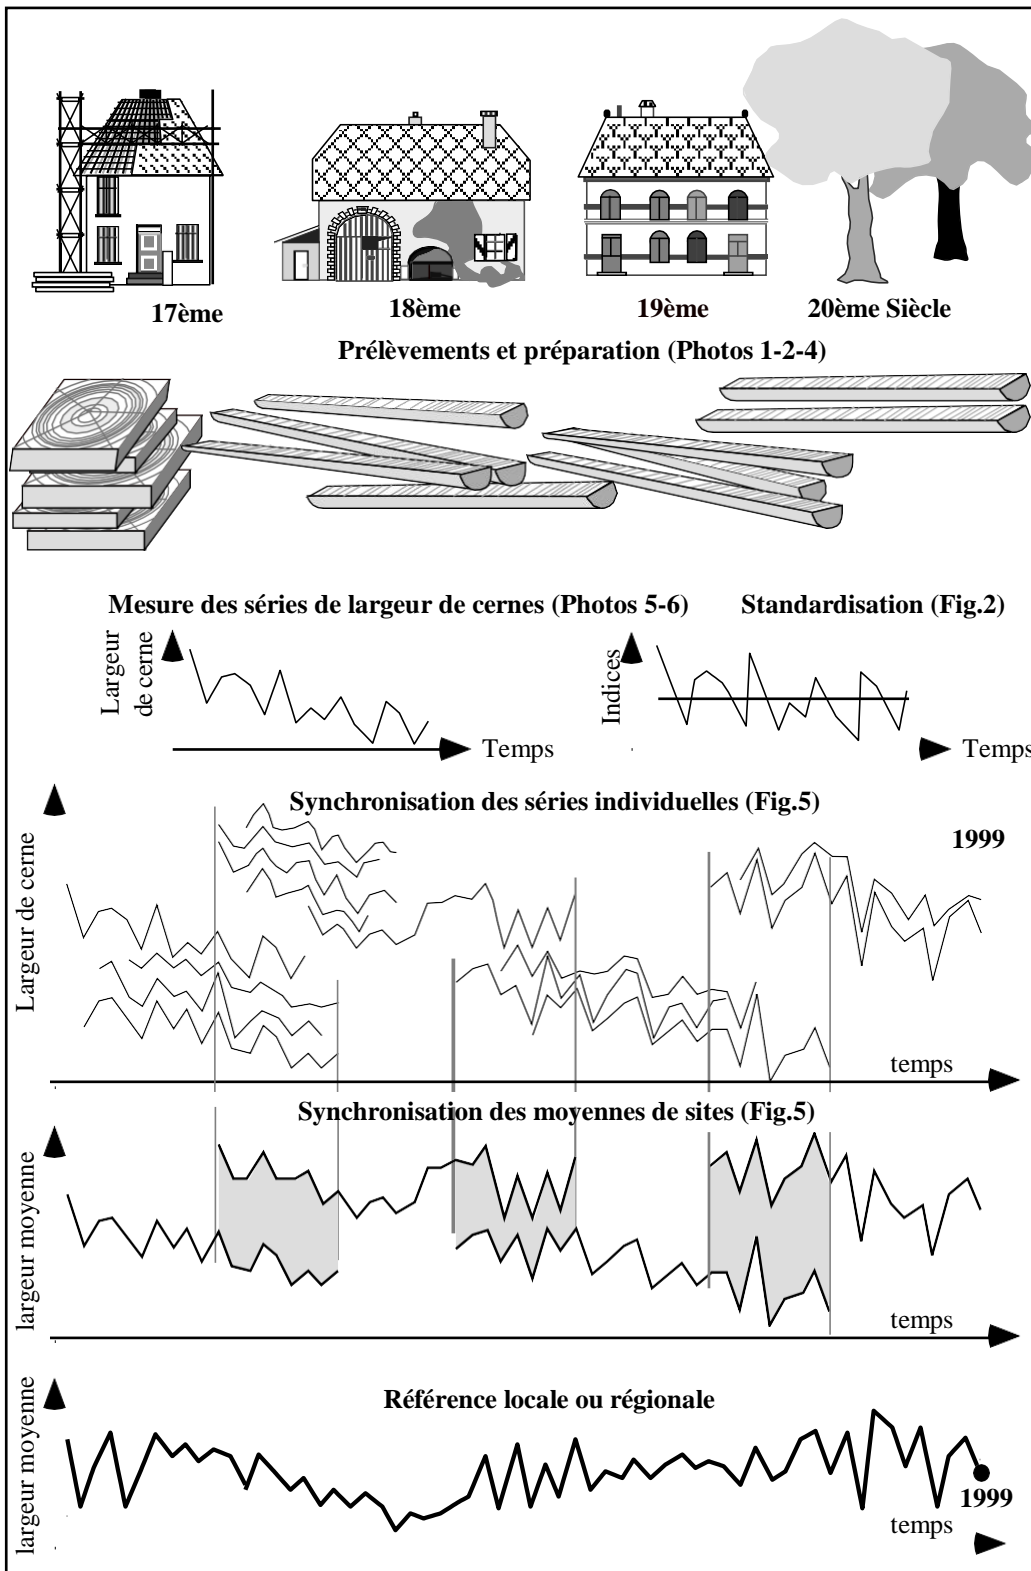 17ème
18ème
19ème
20ème Siècle
Prélèvements et préparation (Photos 1-2-4)
Mesure des séries de largeur de cernes (Photos 5-6)
Standardisation (Fig.2)
Largeur
de cerne
Temps
Indices
Temps
Synchronisation des séries individuelles (Fig.5)
1999
Largeur de cerne
temps
Synchronisation des moyennes de sites (Fig.5)
largeur moyenne
temps
Référence locale ou régionale
largeur moyenne
1999
temps